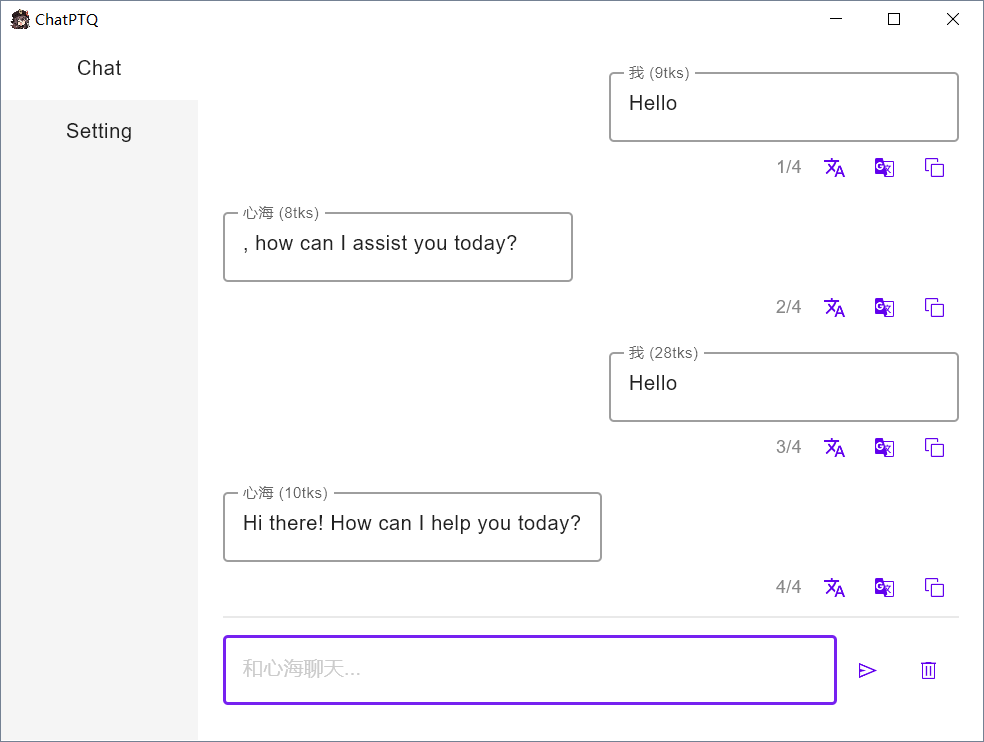 ChatPTQ
Chat
Setting
我 (9tks)
Hello
1/4
心海 (8tks)
, how can I assist you today?
2/4
我 (28tks)
Hello
3/4
心海 (10tks)
Hi there! How can I help you today?
4/4
和心海聊天...